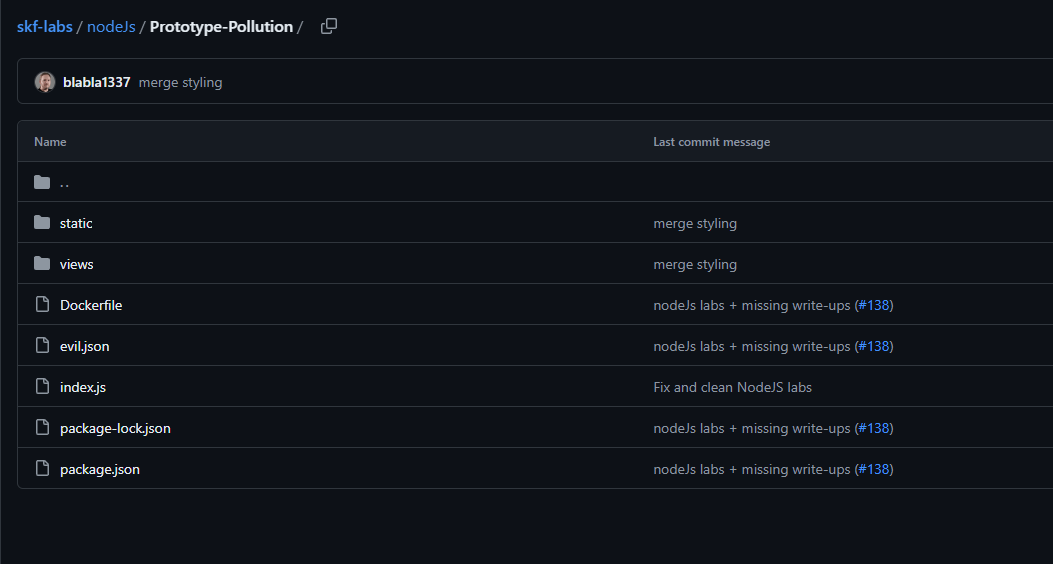 skf-labs / nodeJs / Prototype-Pollution /
blabla1337 merge styling
Name Last commit message
..
static merge styling
views merge styling
Dockerfile nodeJs labs + missing write-ups (#138)
evil.json nodeJs labs + missing write-ups (#138)
index.js Fix and clean NodeJS labs
package-lock.json nodeJs labs + missing write-ups (#138)
package.json nodeJs labs + missing write-ups (#138)